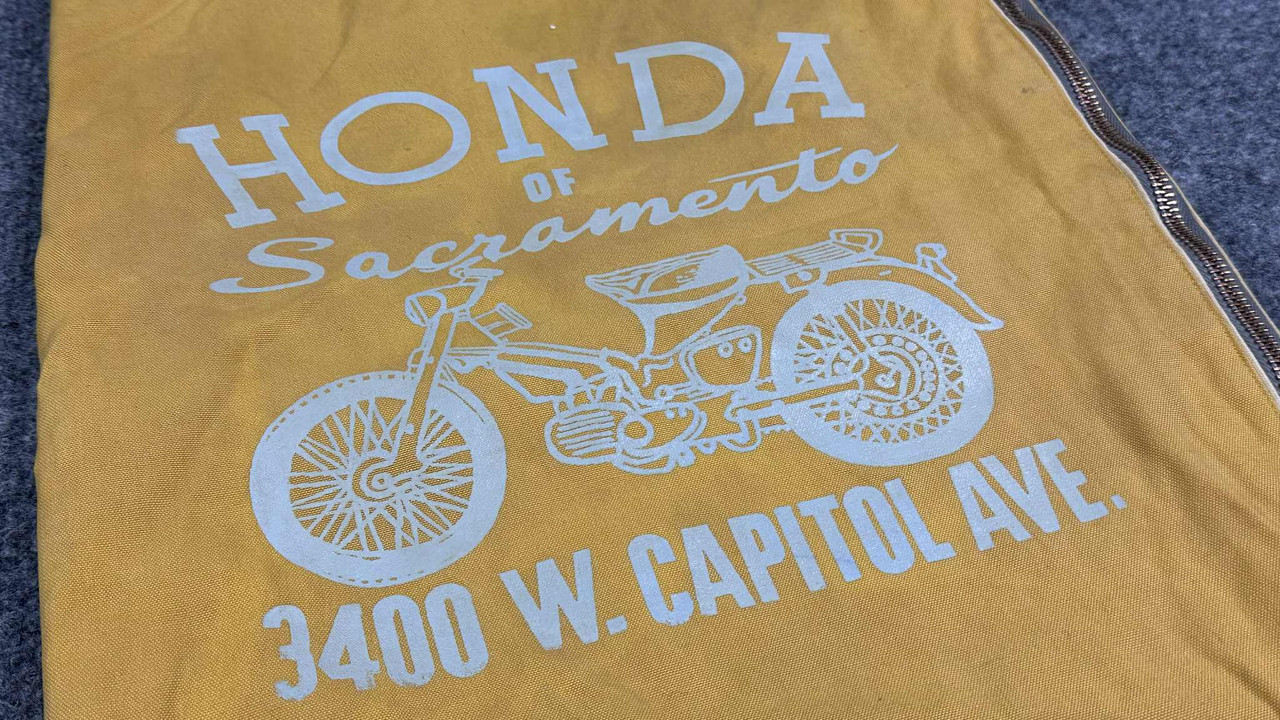 HONDA
OF
Sacramento
3400 W. CAPITOL AVE.